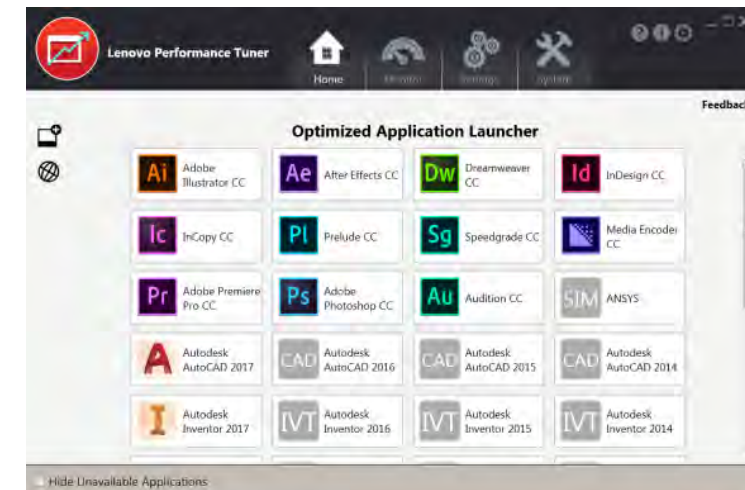 Lenovo Performance Tuner
Home
Monitor
Settings
System
Feedback
Optimized Application Launcher
Ai Adobe
Illustrator CC
Ae After Effects CC
Dw Dreamweaver
CC
Id InDesign CC
Ic InCopy CC
Pl Prelude CC
Sg Speedgrade CC
Media Encoder
CC
Pr Adobe Premiere
Pro CC
Ps Adobe
Photoshop CC
Au Audition CC
SIM ANSYS
Autodesk
AutoCAD 2017
CAD Autodesk
AutoCAD 2016
CAD Autodesk
AutoCAD 2015
CAD Autodesk
AutoCAD 2014
I Autodesk
Inventor 2017
IVT Autodesk
Inventor 2016
IVT Autodesk
Inventor 2015
IVT Autodesk
Inventor 2014
Hide Unavailable Applications